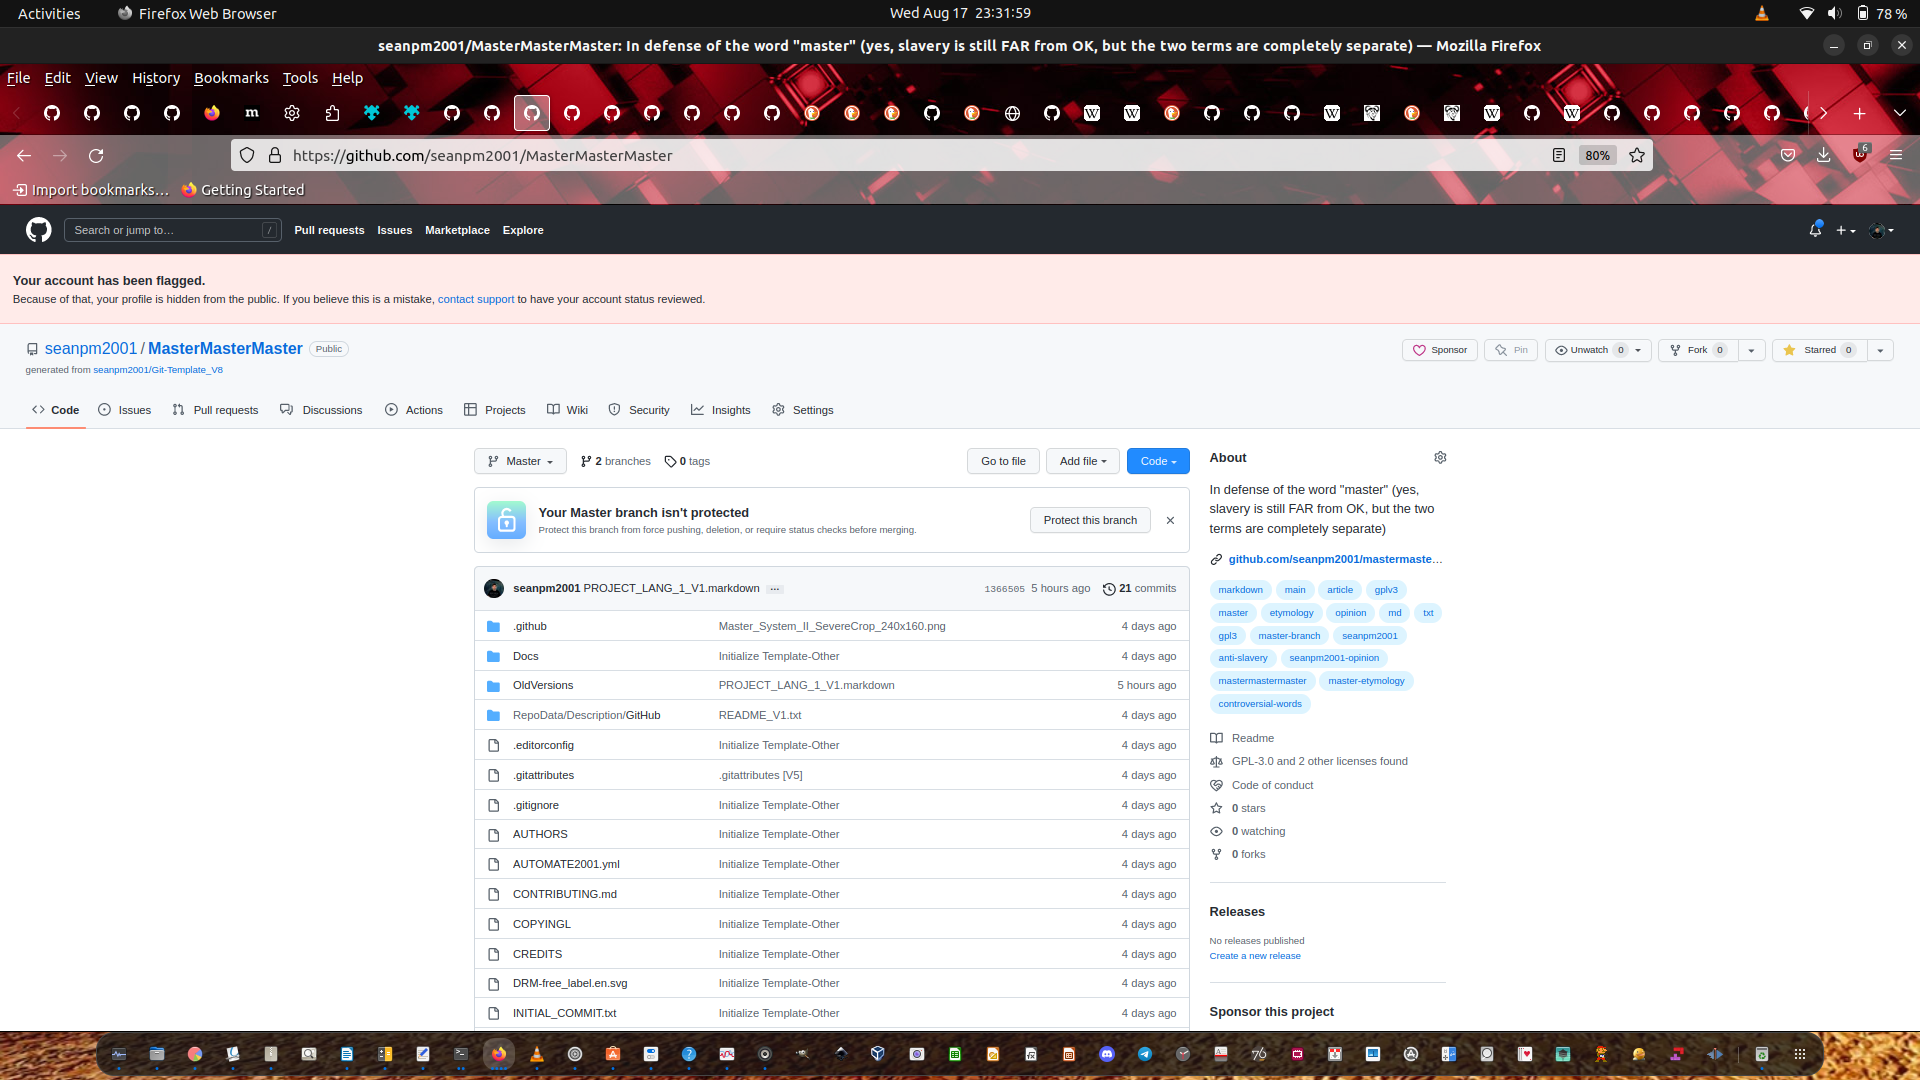 Activities
Firefox Web Browser
Wed Aug 17 23:31:59
78 %
seanpm2001/MasterMasterMaster: In defense of the word "master" (yes, slavery is still FAR from OK, but the two terms are completely separate) — Mozilla Firefox
File Edit View History Bookmarks Tools Help
https://github.com/seanpm2001/MasterMasterMaster
80%
6
Import bookmarks…
Getting Started
Search or jump to…
/
Pull requests Issues Marketplace Explore
Your account has been flagged.
Because of that, your profile is hidden from the public. If you believe this is a mistake, contact support to have your account status reviewed.
seanpm2001 / MasterMasterMaster Public
Sponsor
Pin
Unwatch 0
Fork 0
Starred 0
generated from seanpm2001/Git-Template_V8
Code Issues Pull requests Discussions Actions Projects Wiki Security Insights Settings
Master
2 branches
0 tags
Go to file
Add file
Code
Your Master branch isn't protected
Protect this branch from force pushing, deletion, or require status checks before merging.
Protect this branch
seanpm2001 PROJECT_LANG_1_V1.markdown … 1366505 5 hours ago 21 commits
.github Master_System_II_SevereCrop_240x160.png 4 days ago
Docs Initialize Template-Other 4 days ago
OldVersions PROJECT_LANG_1_V1.markdown 5 hours ago
RepoData/Description/GitHub README_V1.txt 4 days ago
.editorconfig Initialize Template-Other 4 days ago
.gitattributes .gitattributes [V5] 4 days ago
.gitignore Initialize Template-Other 4 days ago
AUTHORS Initialize Template-Other 4 days ago
AUTOMATE2001.yml Initialize Template-Other 4 days ago
CONTRIBUTING.md Initialize Template-Other 4 days ago
COPYINGL Initialize Template-Other 4 days ago
CREDITS Initialize Template-Other 4 days ago
DRM-free_label.en.svg Initialize Template-Other 4 days ago
INITIAL_COMMIT.txt Initialize Template-Other 4 days ago
About
In defense of the word "master" (yes,
slavery is still FAR from OK, but the two
terms are completely separate)
github.com/seanpm2001/mastermaste…
markdown main article gplv3
master etymology opinion md txt
gpl3 master-branch seanpm2001
anti-slavery seanpm2001-opinion
mastermastermaster master-etymology
controversial-words
Readme
GPL-3.0 and 2 other licenses found
Code of conduct
0 stars
0 watching
0 forks
Releases
No releases published
Create a new release
Sponsor this project